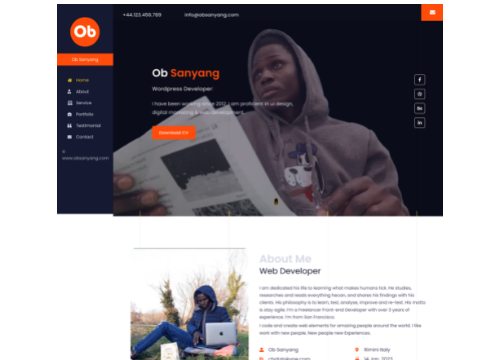 +44.123.456.789
info@obsanyang.com
Ob
Ob Sanyang
Home
About
Service
Portfolio
Testimonial
Contact
©
www.obsanyang.com
Ob Sanyang
Wordpress Developer
I have been working since 2012. I am proficient in ui design,
digital marketing & web development.
Download CV
About Me
Web Developer
I am dedicated his life to learning what makes humans tick. He studies,
researches and reads everything he can, and shares his findings with his
clients. His philosophy is to learn, test, analyse, improve and re-test. His motto
is stay agile. I'm a freelancer front-end Developer with over 3 years of
experience. I'm from San Francisco.
I code and create web elements for amazing people around the world. I like
work with new people. New people new Experiences.
Ob Sanyang
Rimini Italy